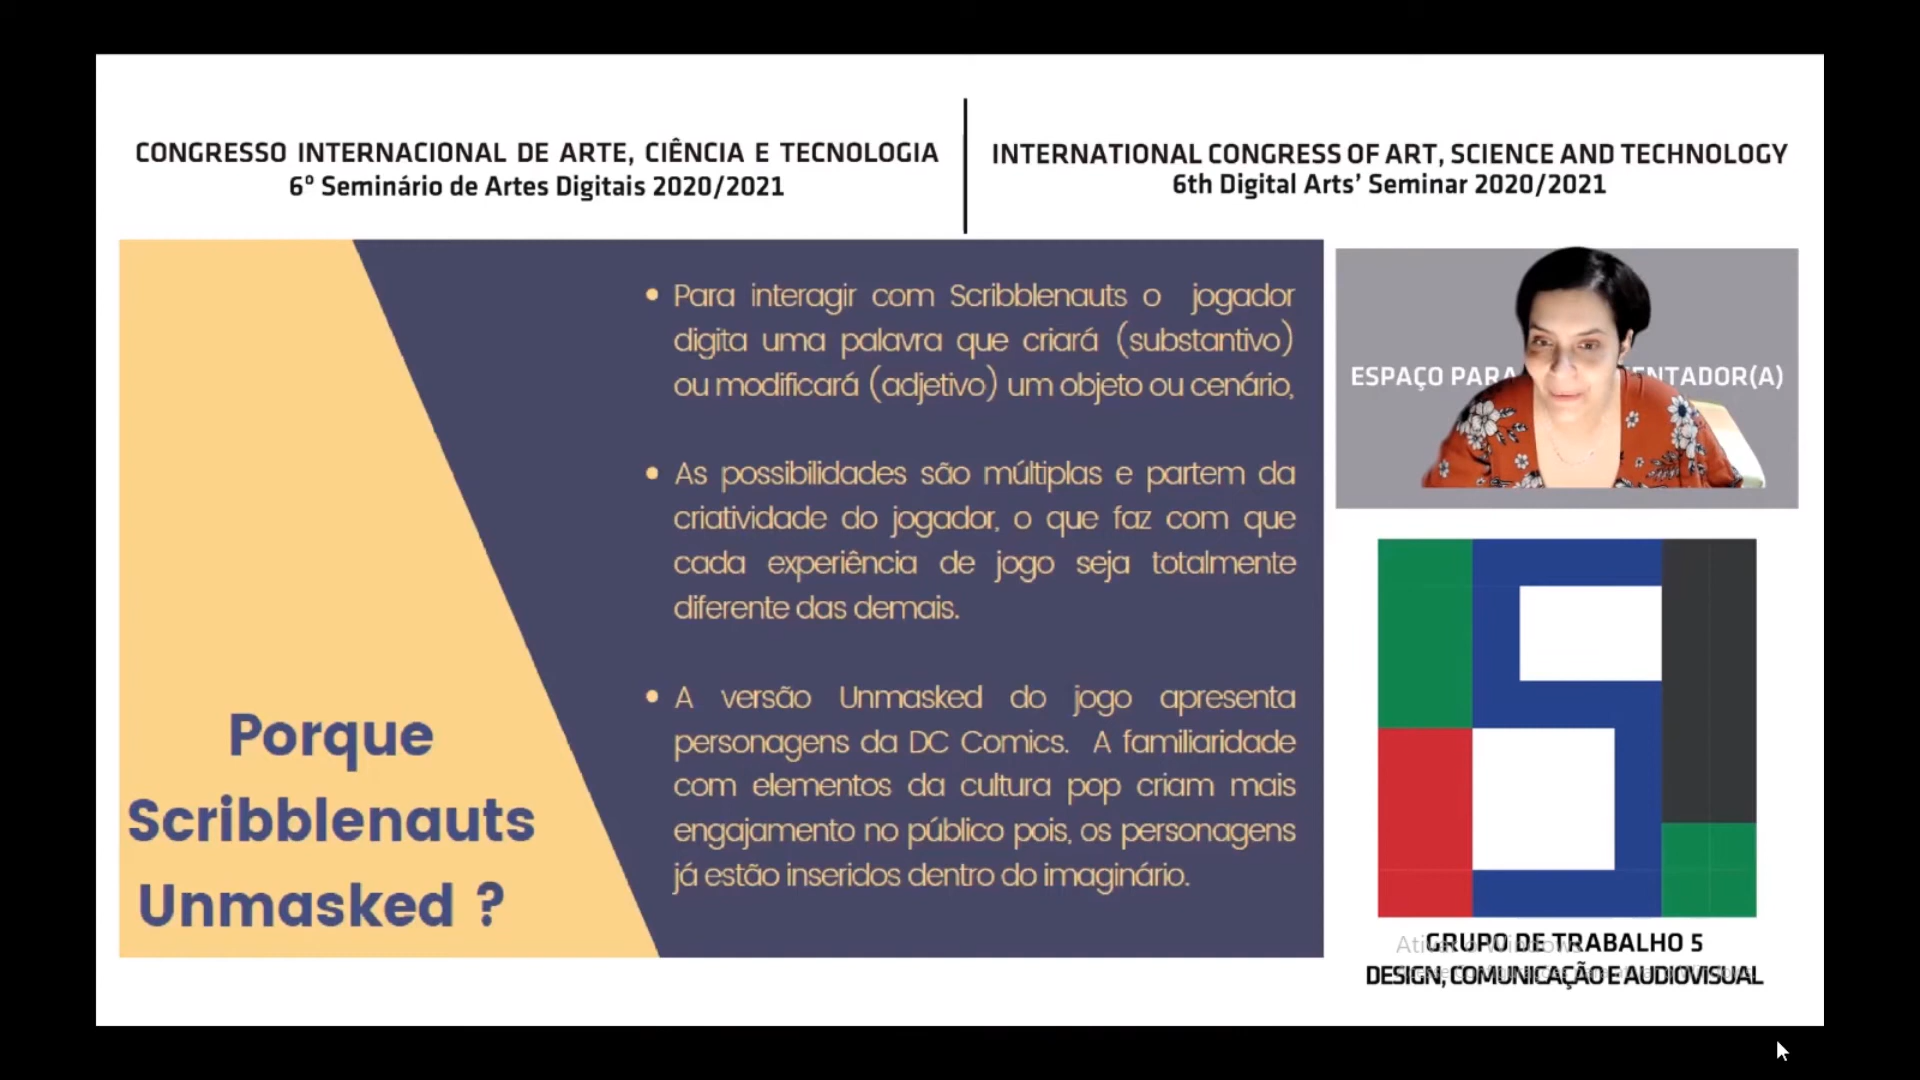 CONGRESSO INTERNACIONAL DE ARTE, CIÊNCIA E TECNOLOGIA
6º Seminário de Artes Digitais 2020/2021
INTERNATIONAL CONGRESS OF ART, SCIENCE AND TECHNOLOGY
6th Digital Arts’ Seminar 2020/2021
Porque
Scribblenauts
Unmasked ?
• Para interagir com Scribblenauts o jogador
digita uma palavra que criará (substantivo)
ou modificará (adjetivo) um objeto ou cenário,
• As possibilidades são múltiplas e partem da
criatividade do jogador, o que faz com que
cada experiência de jogo seja totalmente
diferente das demais.
• A versão Unmasked do jogo apresenta
personagens da DC Comics. A familiaridade
com elementos da cultura pop criam mais
engajamento no público pois, os personagens
já estão inseridos dentro do imaginário.
ESPAÇO PARA
GRUPO DE TRABALHO 5
DESIGN, COMUNICAÇÃO E AUDIOVISUAL